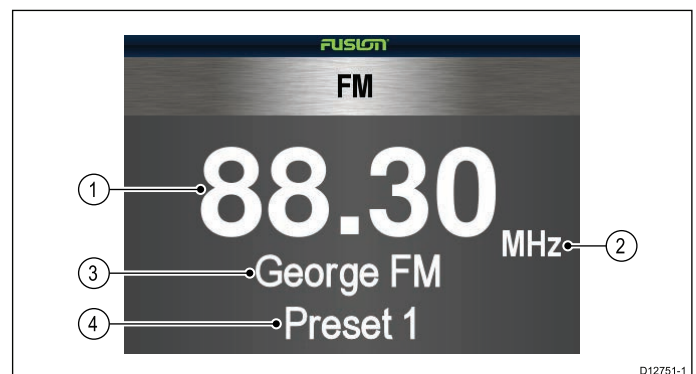 FUSION
FM
1
88.30
MHz
2
3
George FM
4
Preset 1
D12751-1